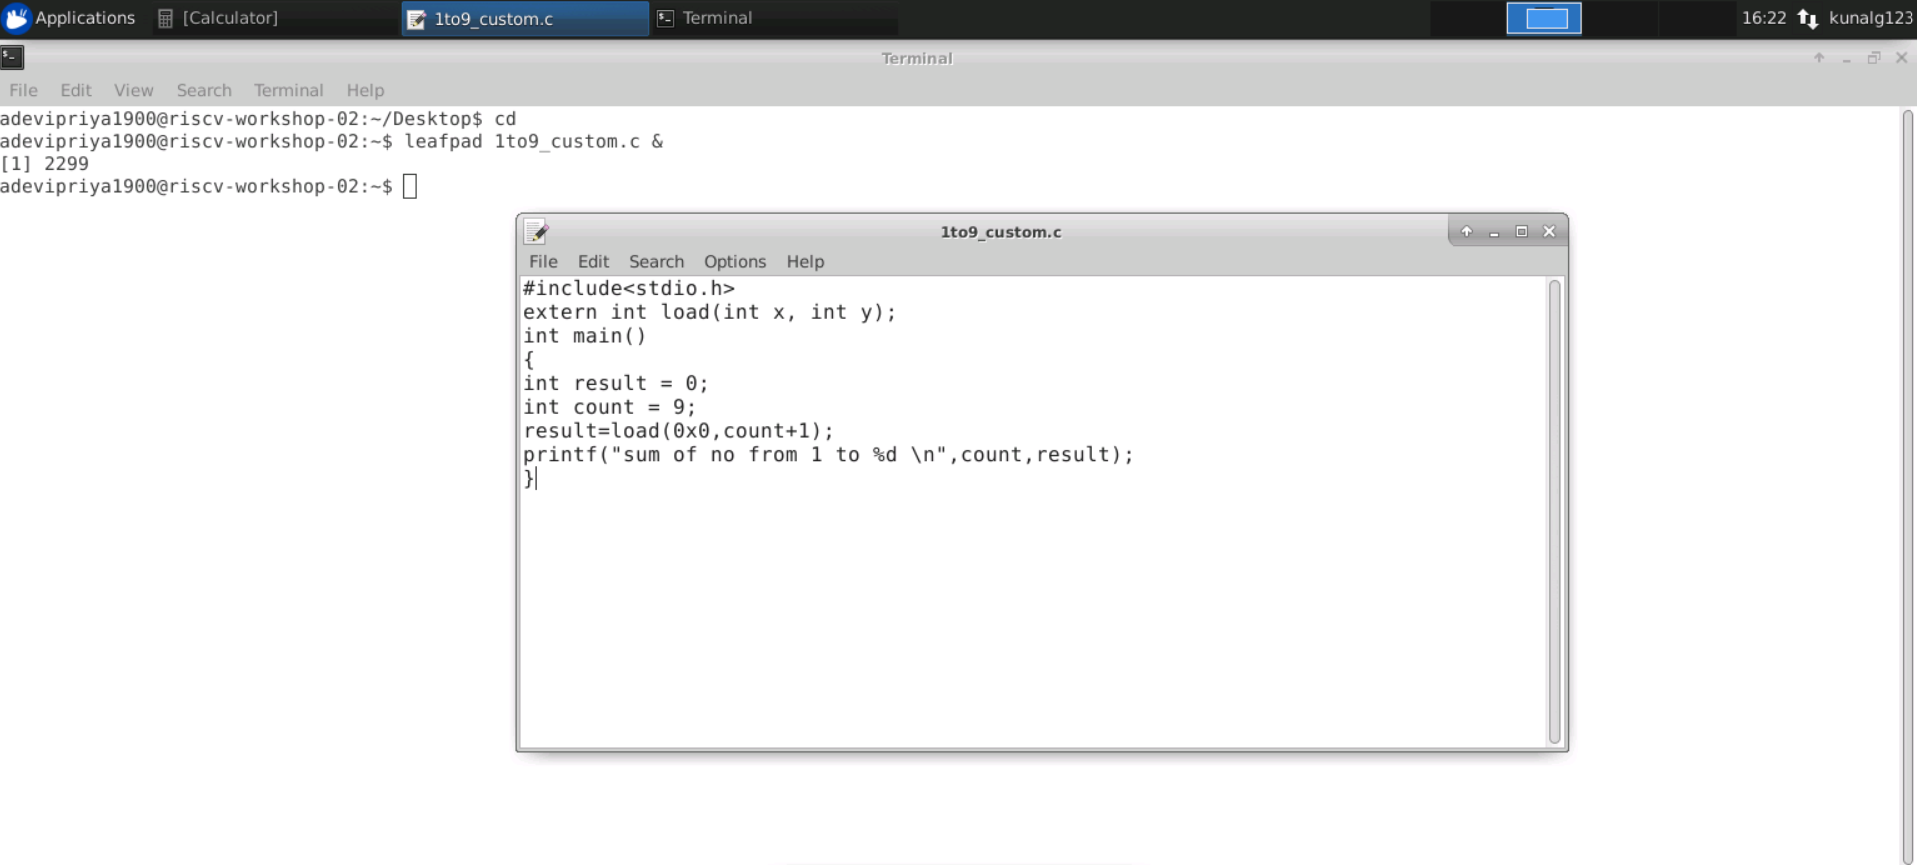 Applications [Calculator] 1to9_custom.c Terminal 16:22 kunalg123
Terminal
File Edit View Search Terminal Help
adevipriya1900@riscv-workshop-02:~/Desktop$ cd
adevipriya1900@riscv-workshop-02:~$ leafpad 1to9_custom.c &
[1] 2299
adevipriya1900@riscv-workshop-02:~$
1to9_custom.c
File Edit Search Options Help
#include<stdio.h>
extern int load(int x, int y);
int main()
{
int result = 0;
int count = 9;
result=load(0x0,count+1);
printf("sum of no from 1 to %d \n",count,result);
}